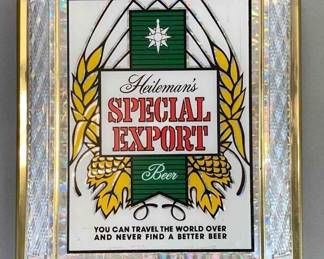 Heileman's
SPECIAL
EXPORT
Beer
YOU CAN TRAVEL THE WORLD OVER
AND NEVER FIND A BETTER BEER